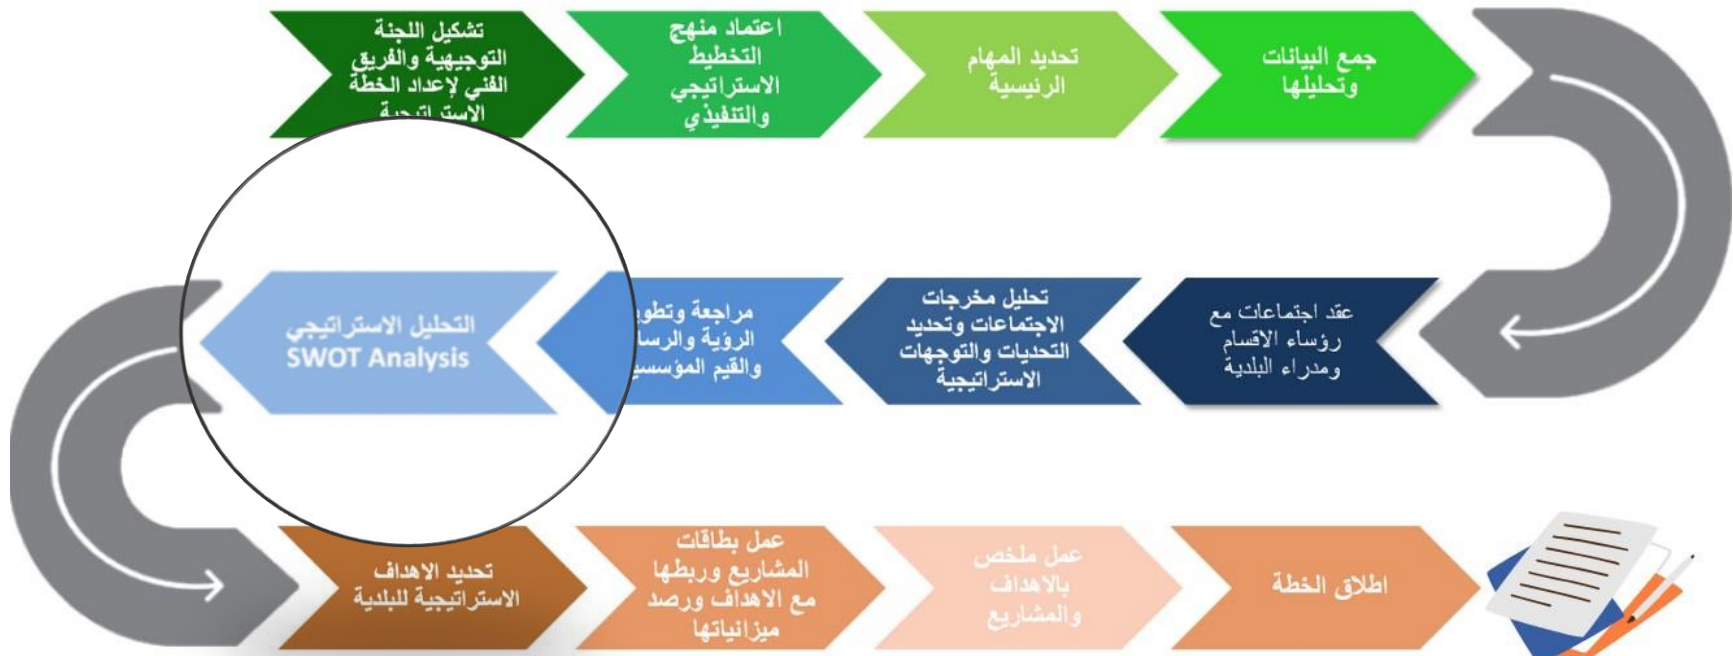 تشكيل اللجنة
التوجيهية والفريق
الفني لإعداد الخطة
الاستراتيجية
اعتماد منهج
التخطيط
الاستراتيجي
والتنفيذي
تحديد المهام
الرئيسية
جمع البيانات
وتحليلها
عقد اجتماعات مع
رؤساء الاقسام
ومدراء البلدية
تحليل مخرجات
الاجتماعات وتحديد
التحديات والتوجهات
الاستراتيجية
مراجعة وتطو
الرؤية والرسا
والقيم المؤسسي
التحليل الاستراتيجي
SWOT Analysis
تحديد الاهداف
الاستراتيجية للبلدية
عمل بطاقات
المشاريع وربطها
مع الاهداف ورصد
ميزانياتها
عمل ملخص
بالاهداف
والمشاريع
اطلاق الخطة